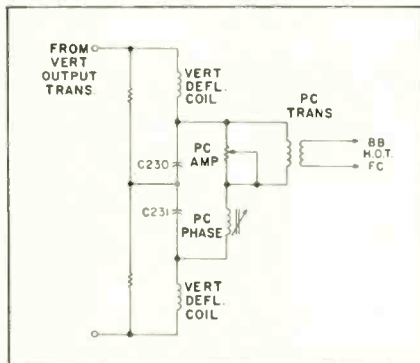 FROM
VERT
OUTPUT
TRANS.
VERT
DEFL.
COIL
PC
TRANS
C230
PC
AMP
BB
H.O.T.
FC
C231
PC
PHASE
VERT
DEFL.
COIL